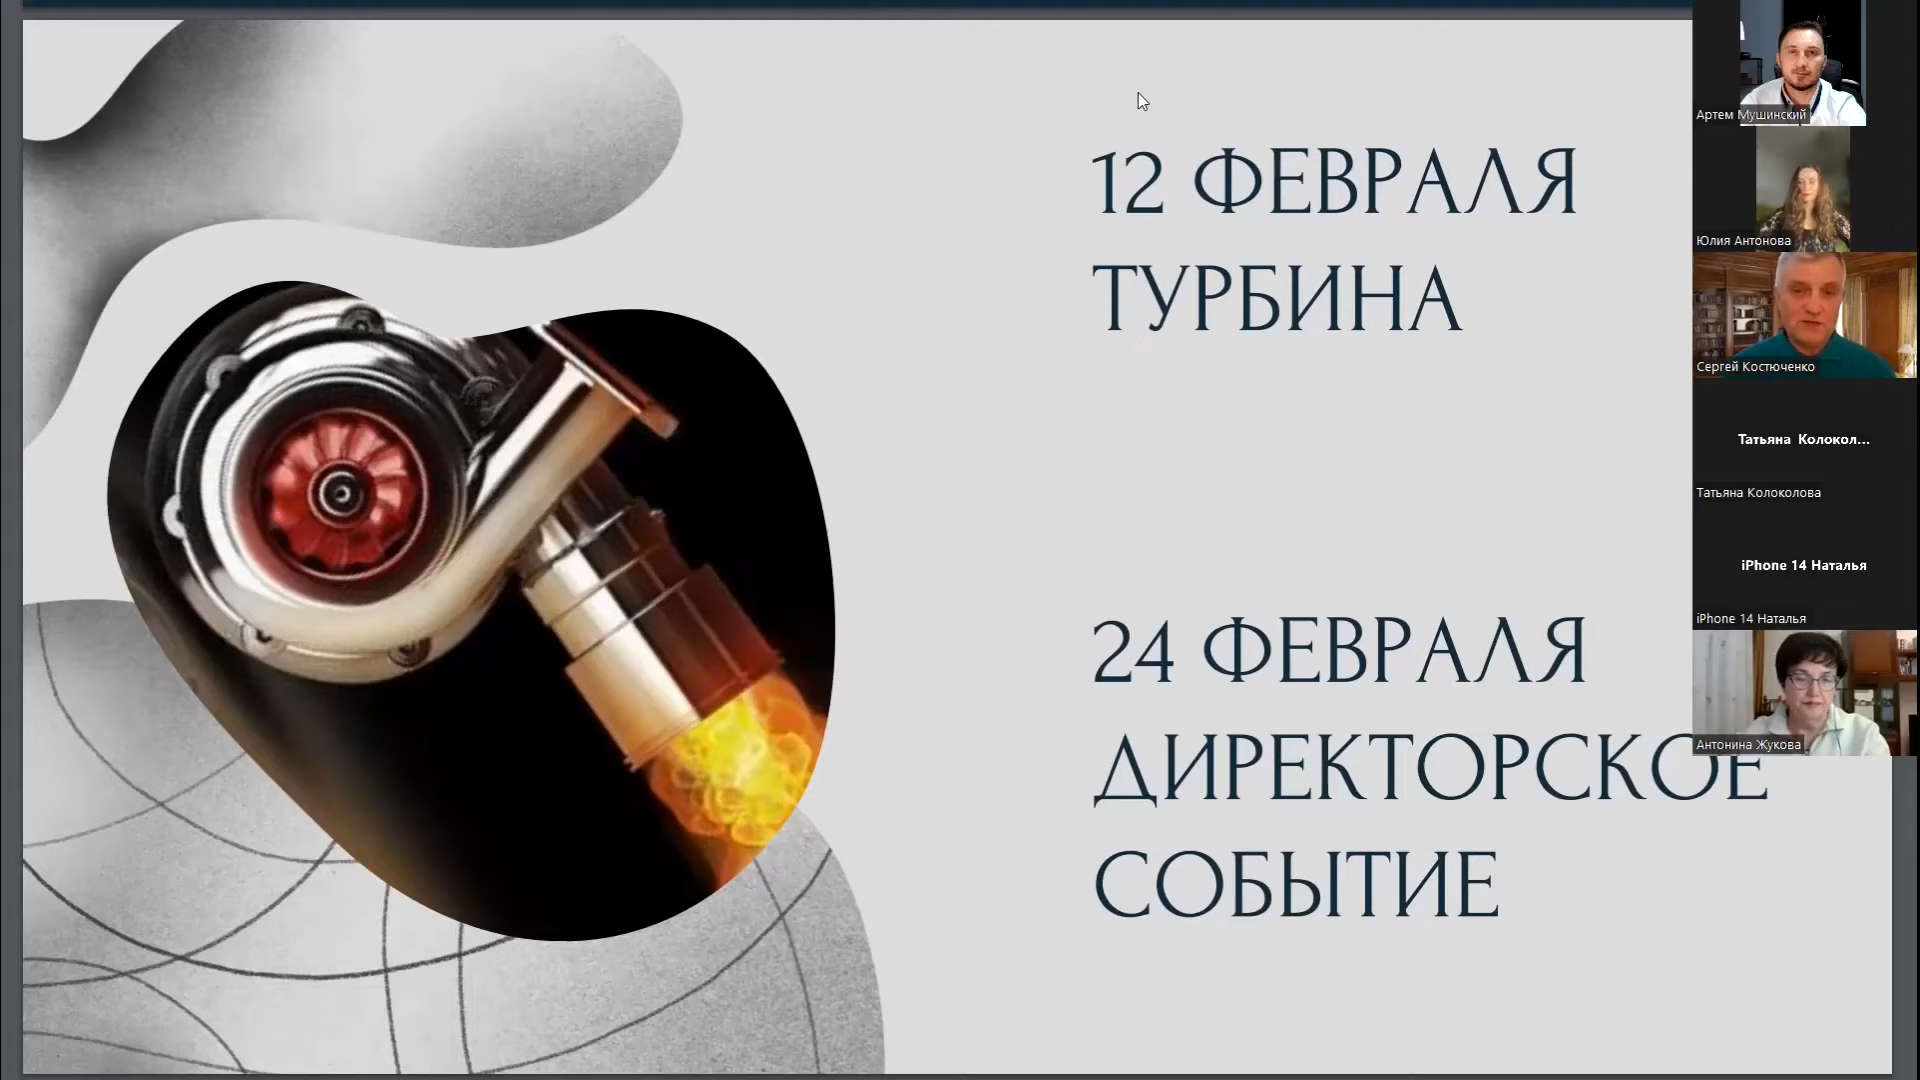 12 ФЕВРАЛЯ
ТУРБИНА
24 ФЕВРАЛЯ
ДИРЕКТОРСКОЕ
СОБЫТИЕ
Артем Мушинский
Юлия Антонова
Сергей Костюченко
Татьяна Колокол...
Татьяна Колоколова
iPhone 14 Наталья
iPhone 14 Наталья
Антонина Жукова